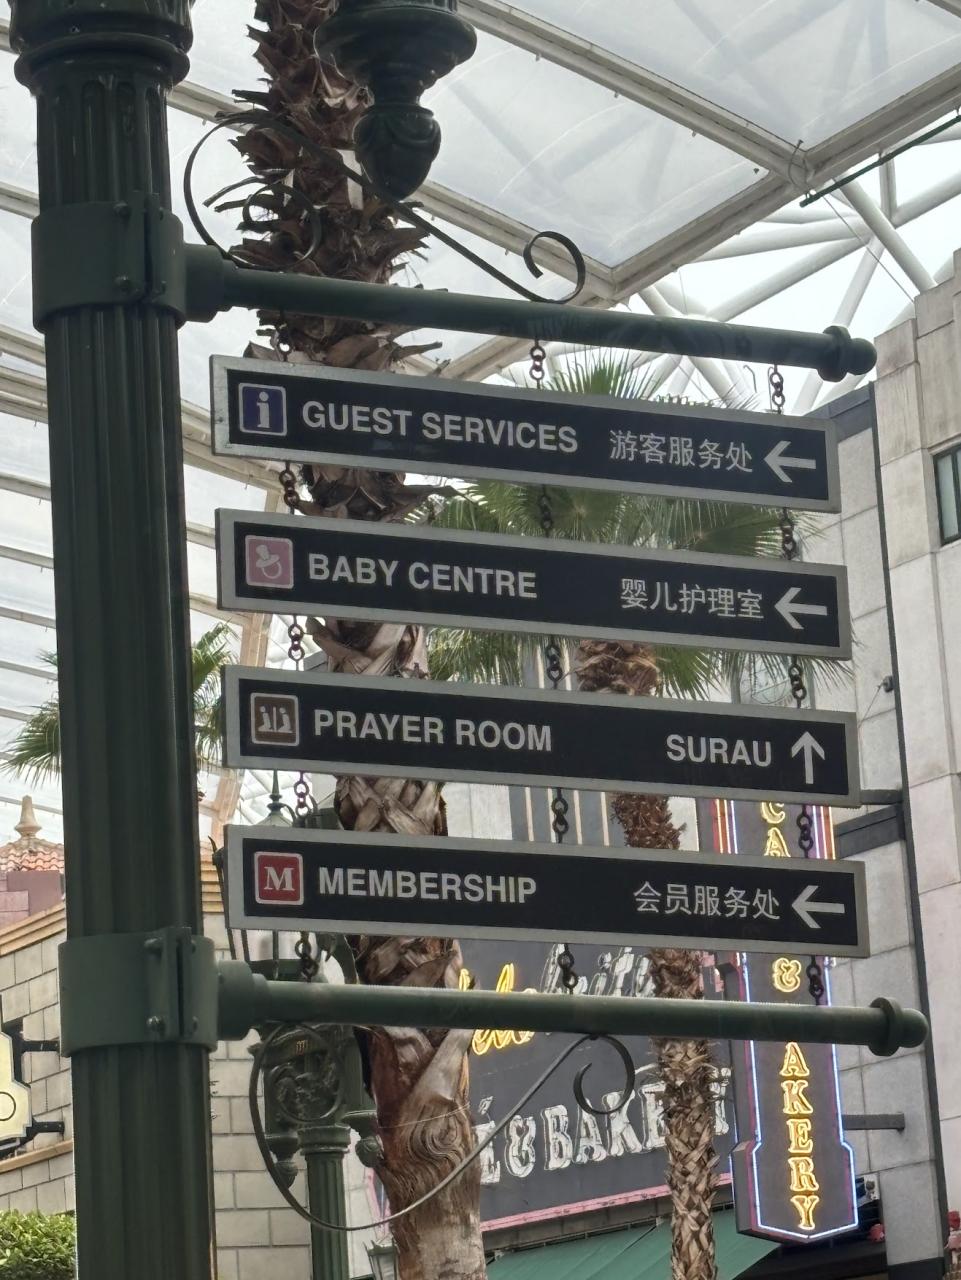 i GUEST SERVICES 游客服务处 ←
BABY CENTRE 婴儿护理室 ←
PRAYER ROOM SURAU ↑
M MEMBERSHIP 会员服务处 ←
& BAKERY